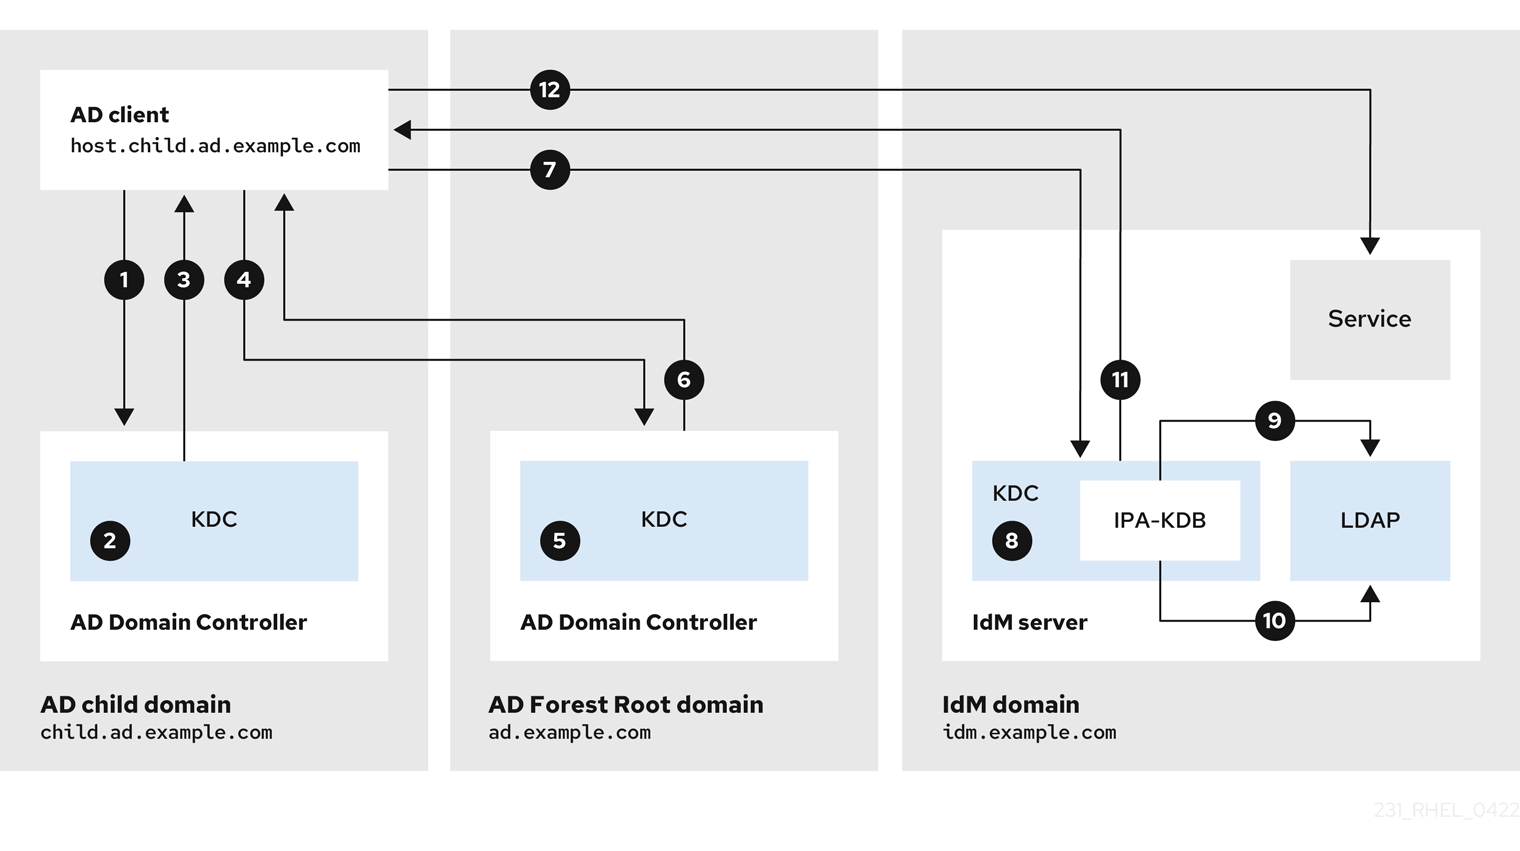 12
AD client
host.child.ad.example.com
7
1
3
4
Service
6
11
9
KDC
2
KDC
5
KDC
8
IPA-KDB
LDAP
AD Domain Controller
AD Domain Controller
IdM server
10
AD child domain
child.ad.example.com
AD Forest Root domain
ad.example.com
IdM domain
idm.example.com
231_RHEL_0422